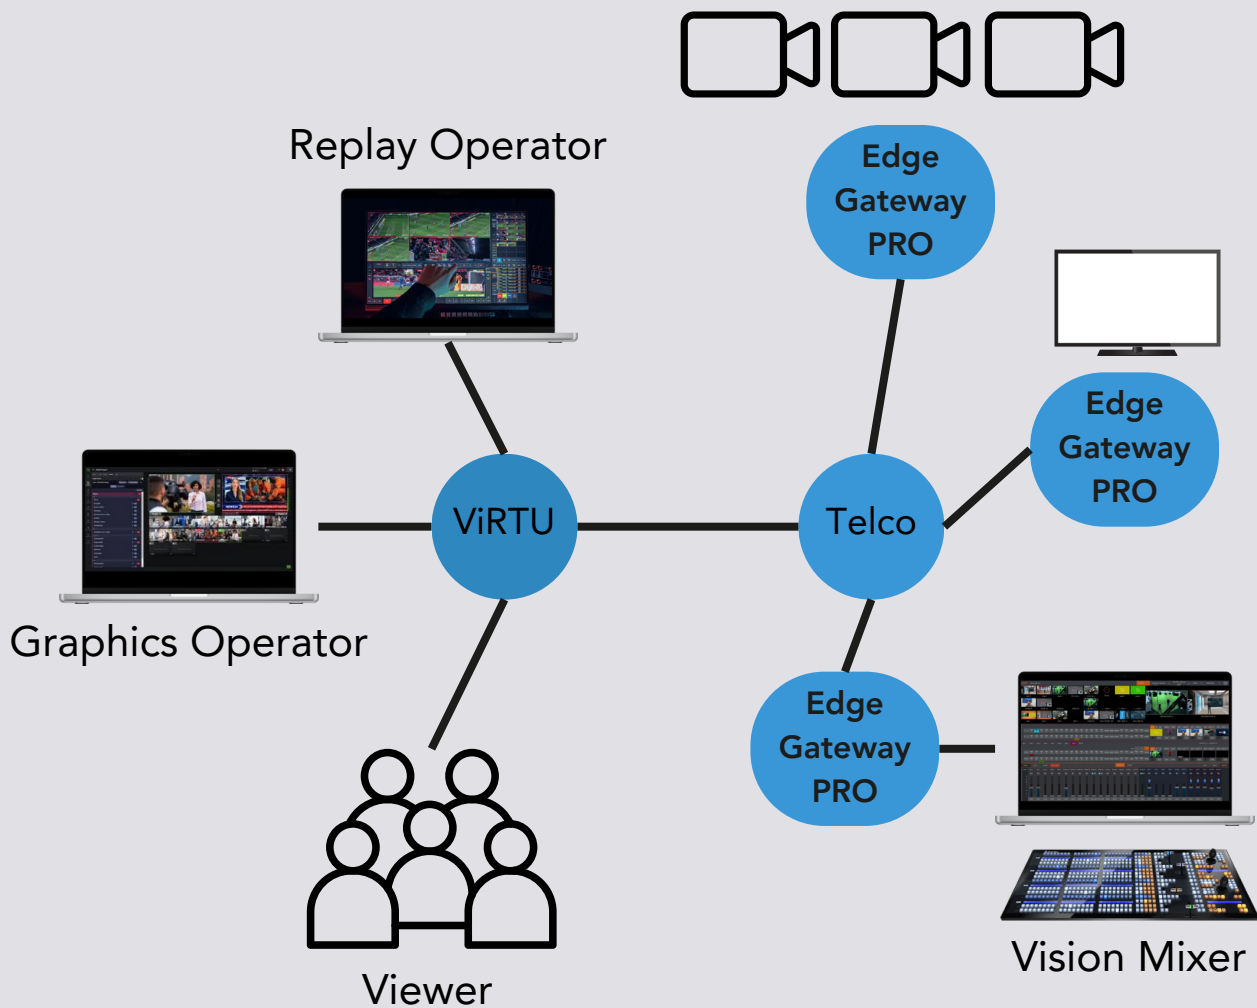 Replay Operator
Edge
Gateway
PRO
Edge
Gateway
PRO
ViRTU
Telco
Graphics Operator
Edge
Gateway
PRO
Vision Mixer
Viewer